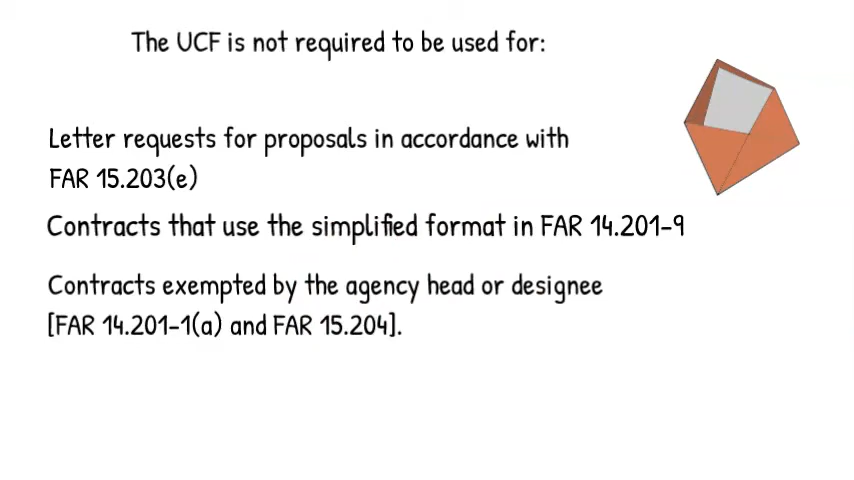 The UCF is not required to be used for:
Letter requests for proposals in accordance with
FAR 15.203(e)
Contracts that use the simplified format in FAR 14.201-9
Contracts exempted by the agency head or designee
[FAR 14.201-1(a) and FAR 15.204].